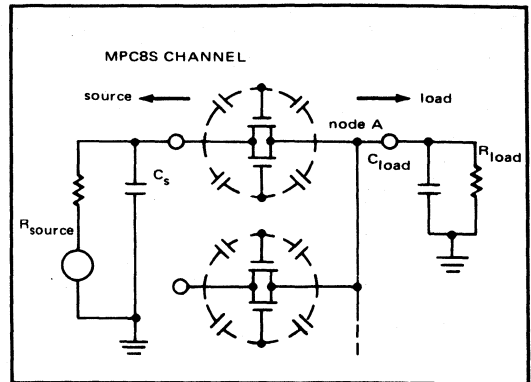 MPC8S CHANNEL
source
load
node A
Cs
Cload
Rload
Rsource